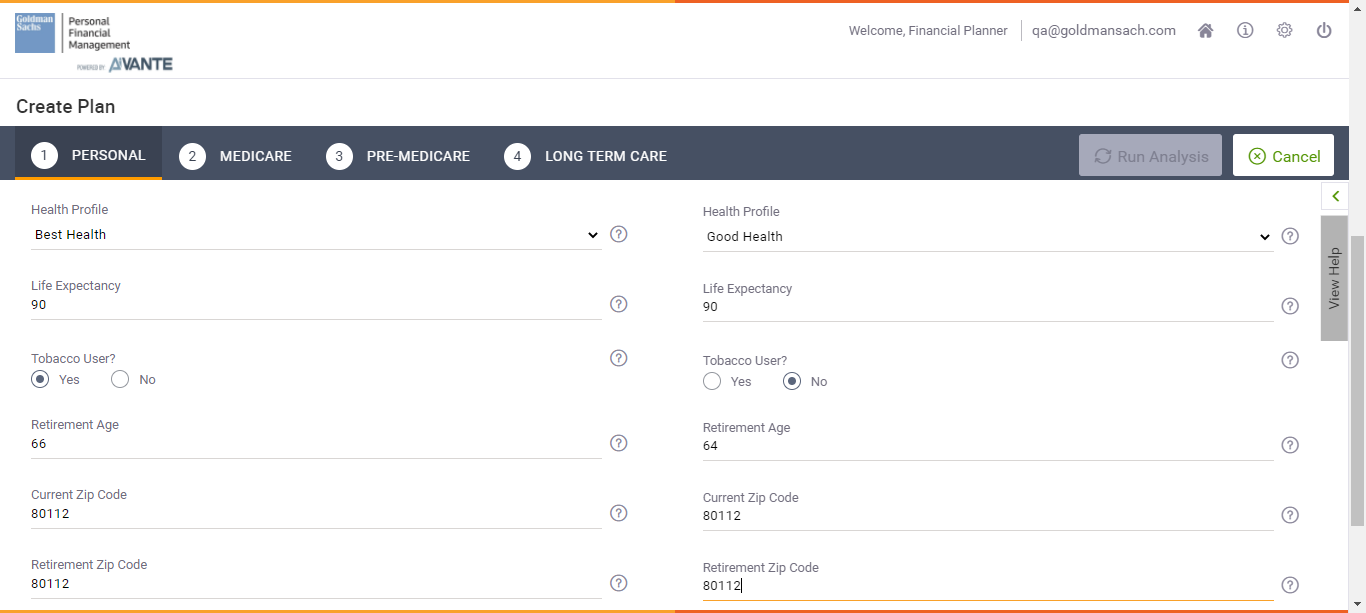 Goldman
Sachs
Personal
Financial
Management
POWERED BY AIVANTE
Welcome, Financial Planner
qa@goldmansach.com
Create Plan
1 PERSONAL
2 MEDICARE
3 PRE-MEDICARE
4 LONG TERM CARE
Run Analysis
Cancel
Health Profile
Best Health
?
Life Expectancy
90
?
Tobacco User?
?
Yes No
Retirement Age
66
?
Current Zip Code
80112
?
Retirement Zip Code
80112
?
Health Profile
Good Health
?
Life Expectancy
90
?
Tobacco User?
?
Yes No
Retirement Age
64
?
Current Zip Code
80112
?
Retirement Zip Code
80112
?
View Help